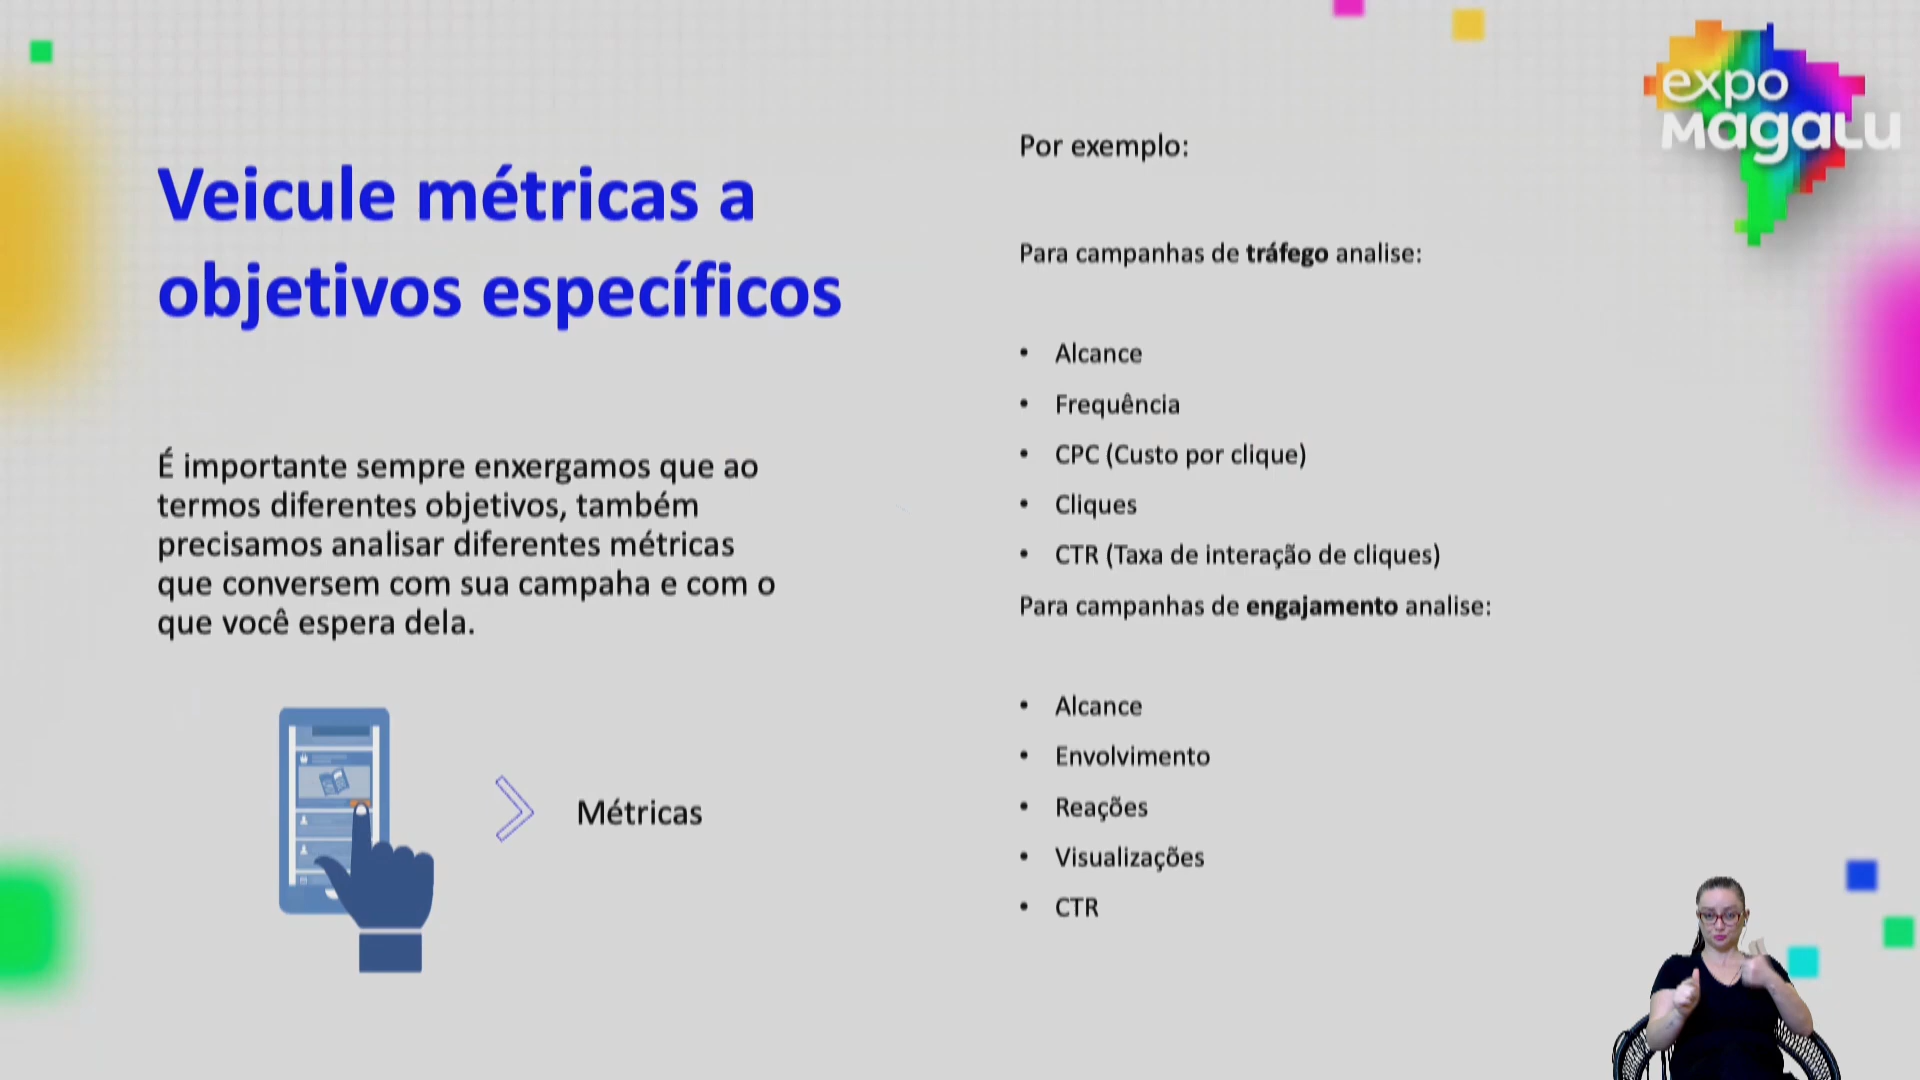 Veicule métricas a
objetivos específicos
É importante sempre enxergamos que ao
termos diferentes objetivos, também
precisamos analisar diferentes métricas
que conversem com sua campaha e com o
que você espera dela.
Métricas
Por exemplo:
Para campanhas de tráfego analise:
• Alcance
• Frequência
• CPC (Custo por clique)
• Cliques
• CTR (Taxa de interação de cliques)
Para campanhas de engajamento analise:
• Alcance
• Envolvimento
• Reações
• Visualizações
• CTR
expo
Magalu